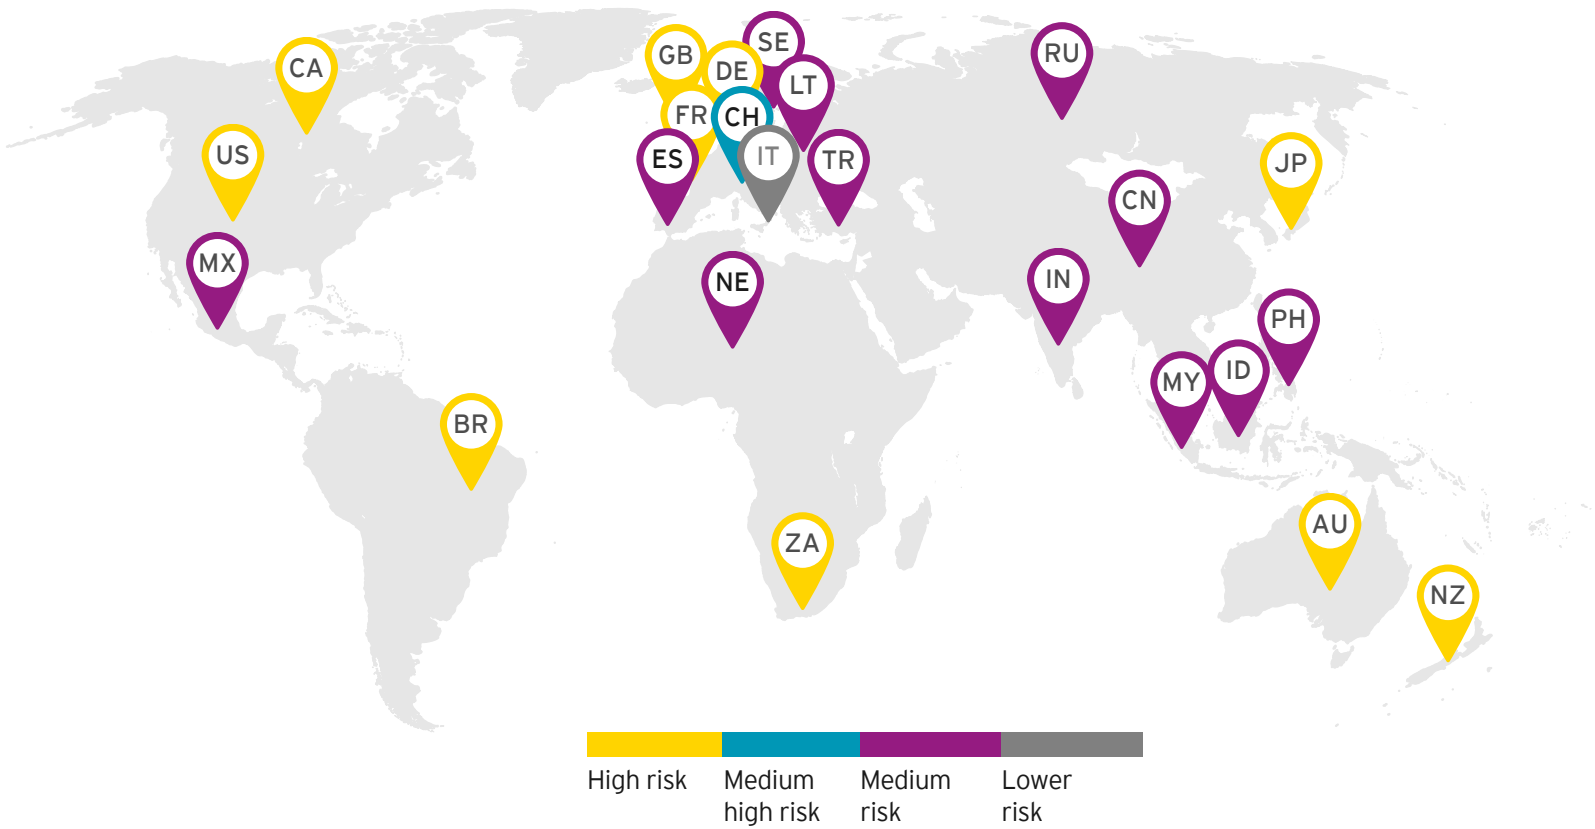 SE
GB
RU
CA
DE
LT
FR
CH
US
ES
IT
TR
JP
CN
MX
NE
IN
PH
MY
ID
BR
AU
ZA
NZ
High risk
Medium
high risk
Medium
risk
Lower
risk